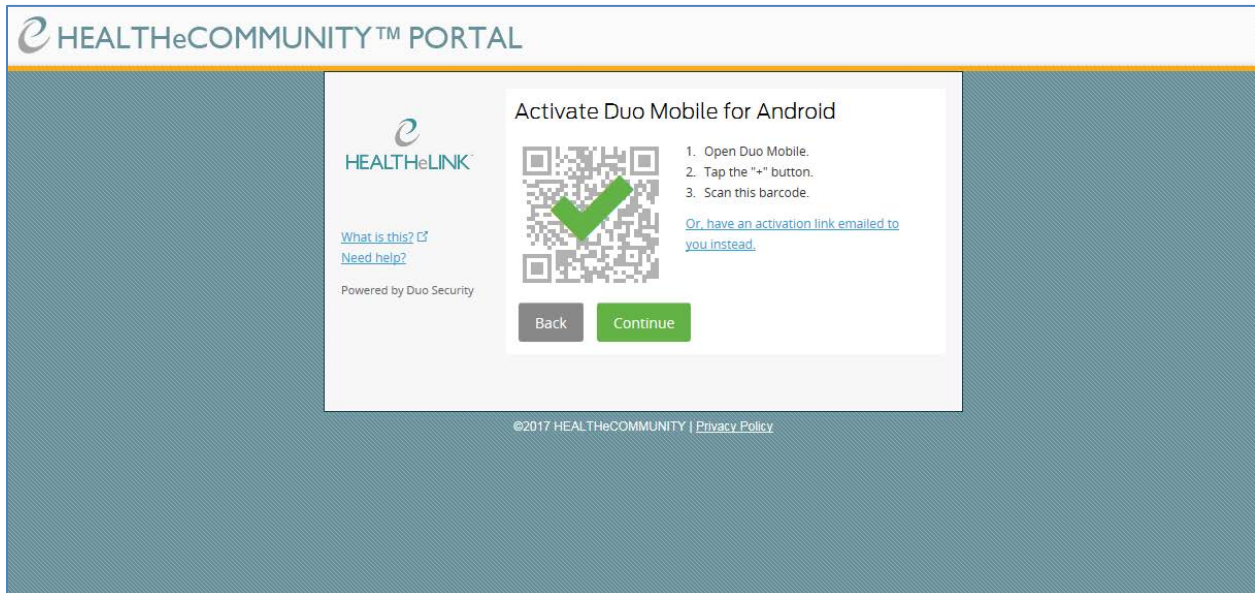 HEALTHeCOMMUNITY™ PORTAL
HEALTHeLINK™
What is this?
Need help?
Powered by Duo Security
Activate Duo Mobile for Android
1. Open Duo Mobile.
2. Tap the "+" button.
3. Scan this barcode.
Or, have an activation link emailed to
you instead.
Back
Continue
©2017 HEALTHeCOMMUNITY | Privacy Policy